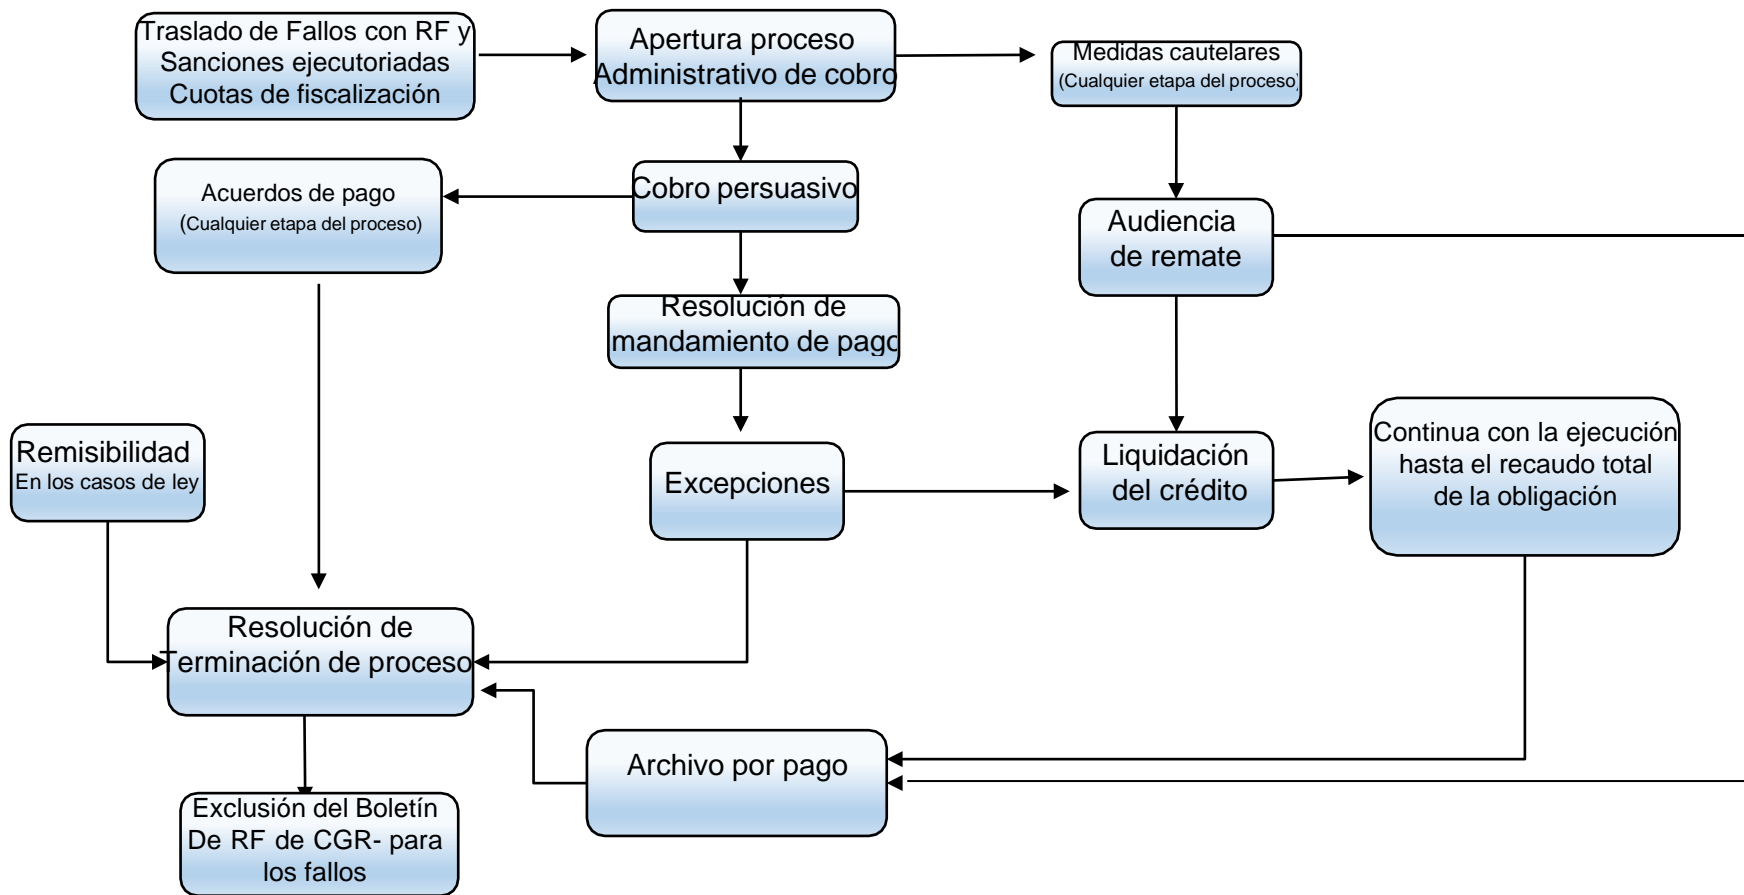 Traslado de Fallos con RF y
Sanciones ejecutoriadas
Cuotas de fiscalización
Apertura proceso
Administrativo de cobro
Medidas cautelares
(Cualquier etapa del proceso)
Acuerdos de pago
(Cualquier etapa del proceso)
Cobro persuasivo
Audiencia
de remate
Resolución de
mandamiento de pago
Remisibilidad
En los casos de ley
Excepciones
Liquidación
del crédito
Continua con la ejecución
hasta el recaudo total
de la obligación
Resolución de
Terminación de proceso
Archivo por pago
Exclusión del Boletín
De RF de CGR- para
los fallos